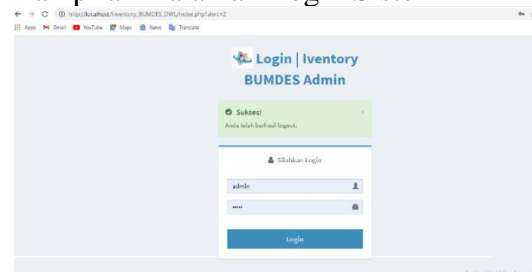 http://localhost/Inventory_BUMDES_DWL/index.php?alert=2
Apps Gmail YouTube Maps News Translate
Login | Iventory
BUMDES Admin
Sukses! ×
Anda telah berhasil logout.
Silahkan Login
admin
Login